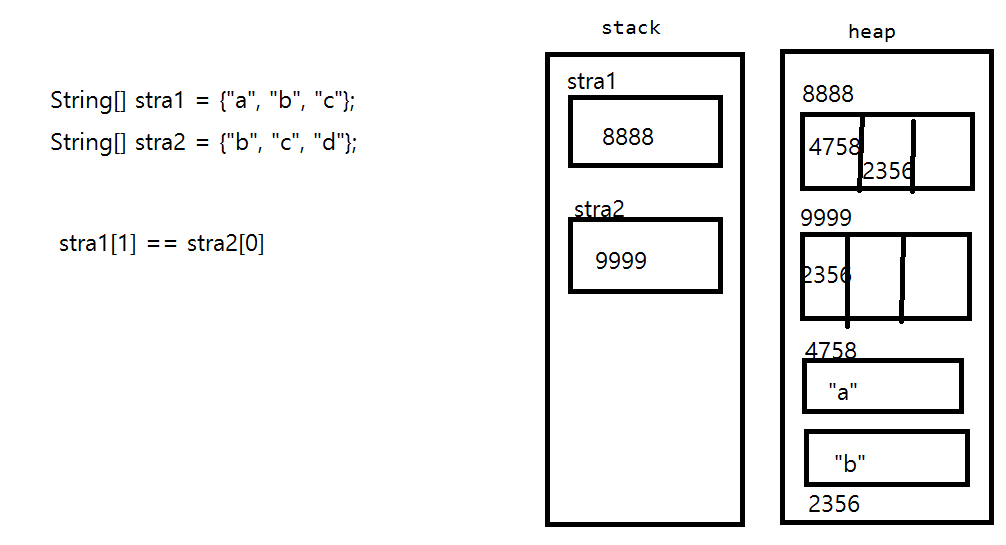 String[] stra1 = {"a", "b", "c"};
String[] stra2 = {"b", "c", "d"};
stra1[1] == stra2[0]
stack
stra1
8888
stra2
9999
heap
8888
4758
2356
9999
2356
4758
"a"
"b"
2356